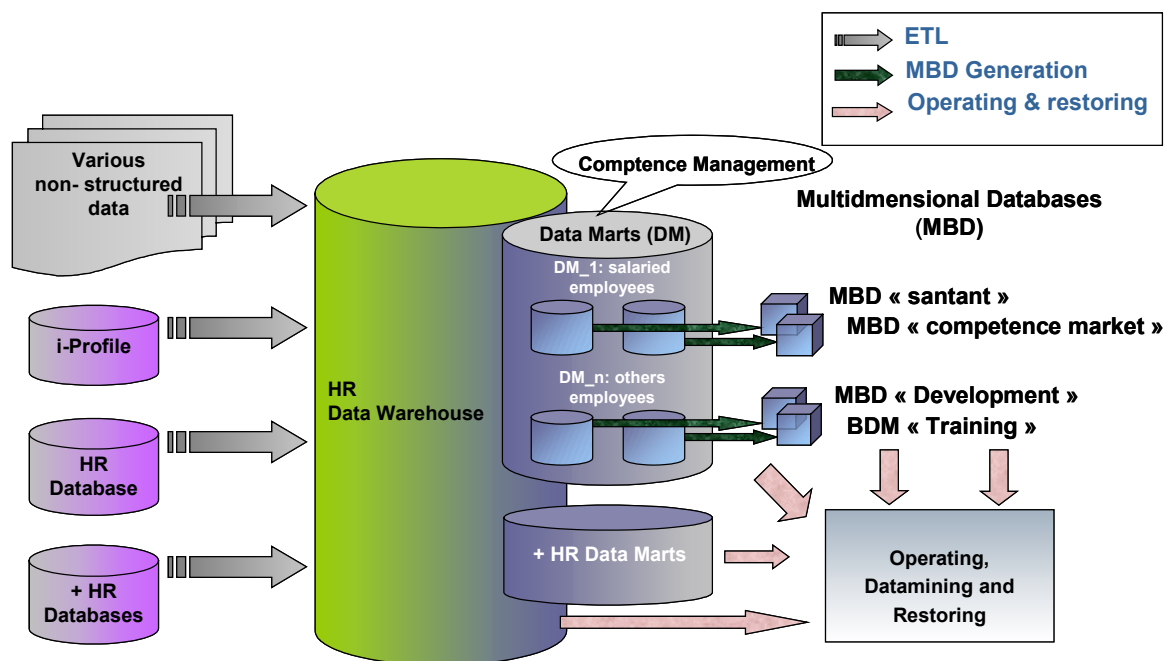 ETL
MBD Generation
Operating & restoring
Various
non- structured
data
Comptence Management
Multidmensional Databases
(MBD)
Data Marts (DM)
DM_1: salaried
employees
MBD « santant »
MBD « competence market »
i-Profile
HR
Data Warehouse
DM_n: others
employees
MBD « Development »
BDM « Training »
HR
Database
+ HR Data Marts
Operating,
Datamining and
Restoring
+ HR
Databases